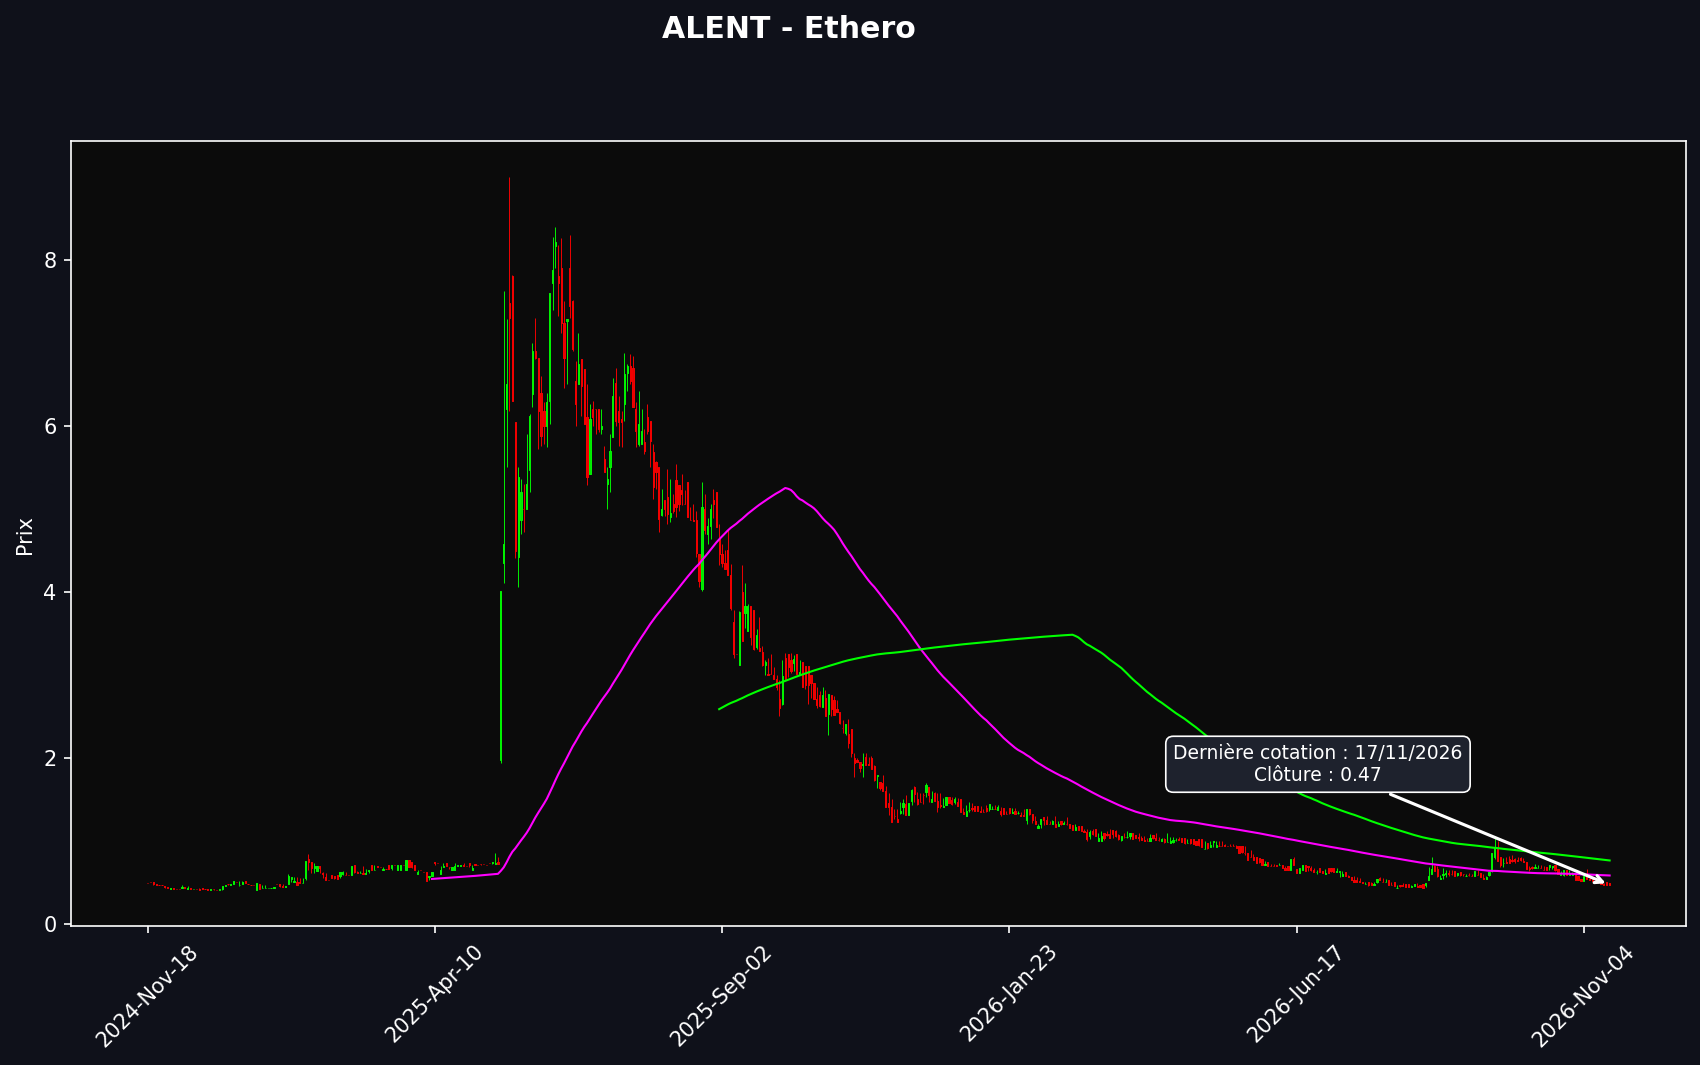 ALENT - Ethero
8
6
4
2
0
Prix
Dernière cotation : 17/11/2026
Clôture : 0.47
2024-Nov-18
2025-Apr-10
2025-Sep-02
2026-Jan-23
2026-Jun-17
2026-Nov-04